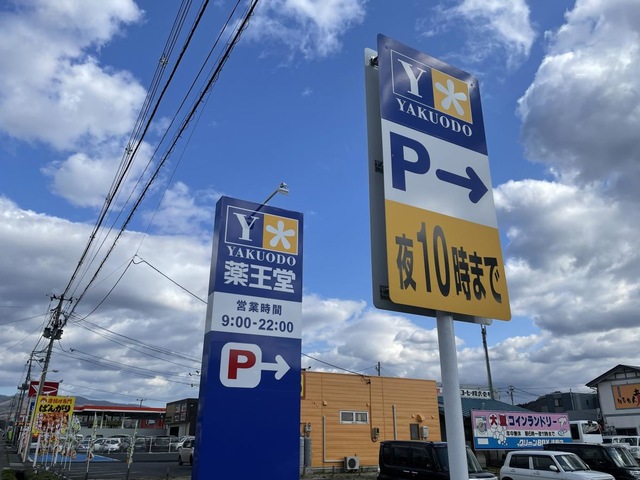 Y
YAKUODO
P
夜10時まで
Y
YAKUODO
薬王堂
営業時間
9:00-22:00
P
大型コインランドリー